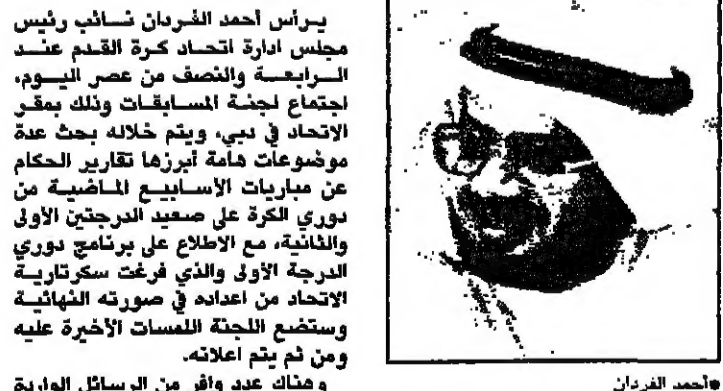 يرأس أحمد الفردان نائب رئيس
مجلس ادارة اتحاد كرة القدم عند
الرابعة والنصف من عصر اليوم،
اجتماع لجنة المسابقات وذلك بمقر
الاتحاد في دبي، ويتم خلاله بحث عدة
موضوعات هامة أبرزها تقارير الحكام
عن مباريات الأسابيع الماضية من
دوري الكرة على صعيد الدرجتين الأولى
والثانية، مع الاطلاع على برنامج دوري
الدرجة الأولى والذي فرغت سكرتارية
الاتحاد من اعداده في صورته النهائية
وستضع اللجنة اللمسات الأخيرة عليه
ومن ثم يتم اعلانه.
وهناك عدد وافر من الرسائل الواردة
●أحمد الفردان